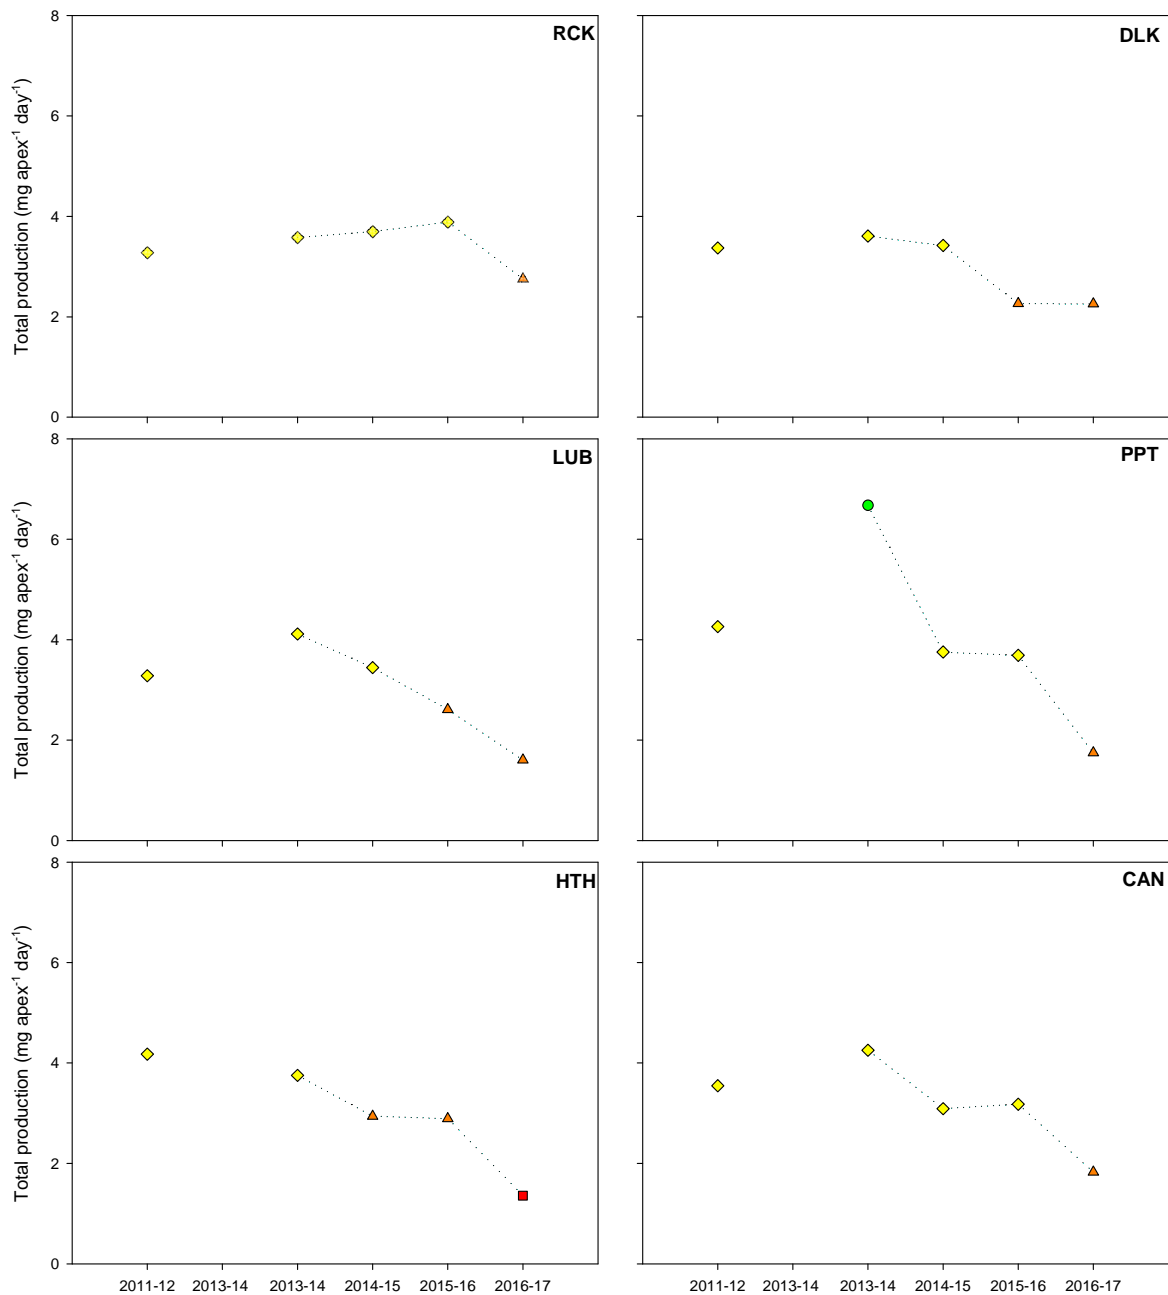 RCK
DLK
Total production (mg apex⁻¹ day⁻¹)
8
6
4
2
0
LUB
PPT
Total production (mg apex⁻¹ day⁻¹)
8
6
4
2
0
HTH
CAN
Total production (mg apex⁻¹ day⁻¹)
8
6
4
2
0
2011-12 2013-14 2013-14 2014-15 2015-16 2016-17
2011-12 2013-14 2013-14 2014-15 2015-16 2016-17